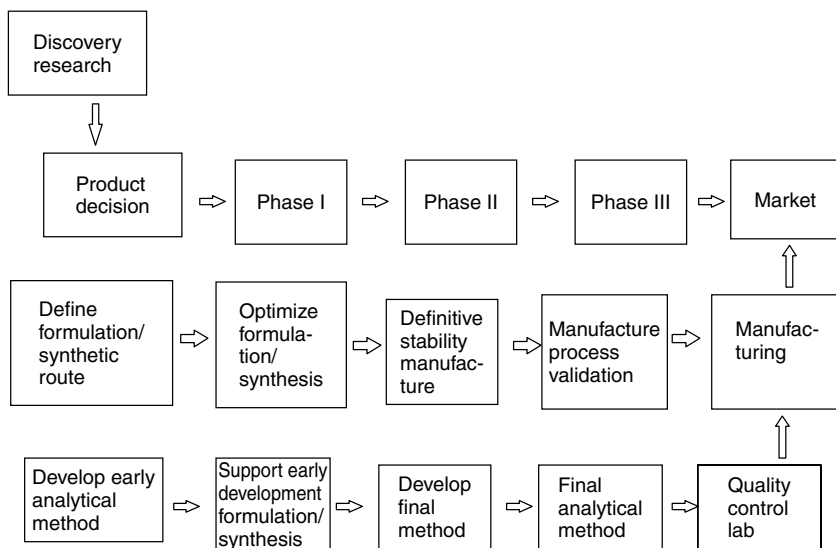 Discovery
research
Product
decision
Phase I
Phase II
Phase III
Market
Define
formulation/
synthetic
route
Optimize
formula-
tion/
synthesis
Definitive
stability
manufac-
ture
Manufacture
process
validation
Manufac-
turing
Develop early
analytical
method
Support early
development
formulation/
synthesis
Develop
final
method
Final
analytical
method
Quality
control
lab